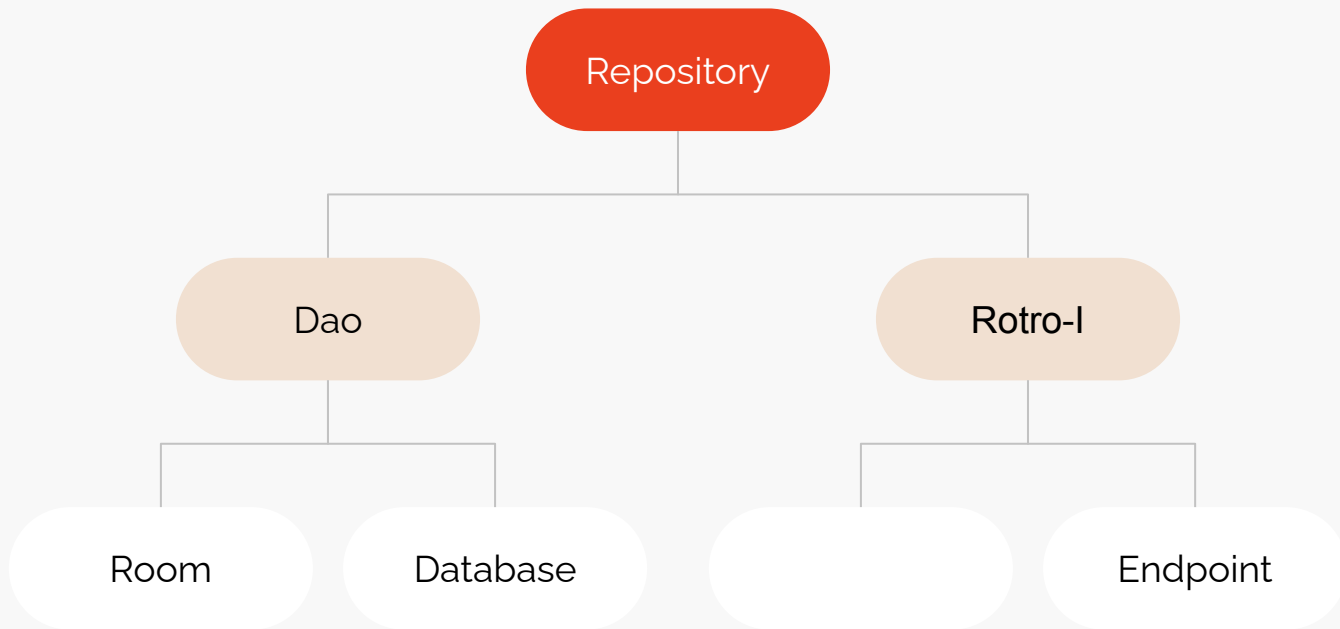 Repository
Dao
Rotro-I
Room
Database
Endpoint